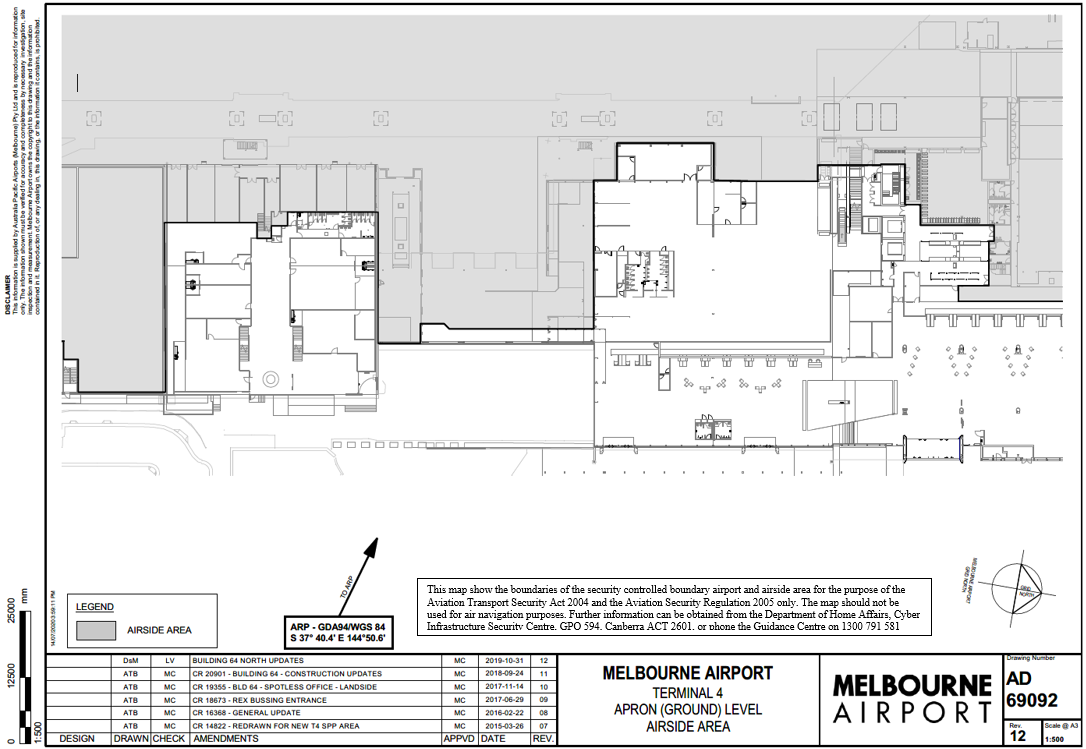 DISCLAIMER
This information is supplied by Australia Pacific Airports (Melbourne) Pty Ltd and is reproduced for information
only. The information shown must be verified for accuracy and completeness by necessary investigation, site
inspection and measurement. Melbourne Airport owns the copyright to this drawing and the information
contained in it. Reproduction of, or any dealing in, this drawing, or the information it contains, is prohibited.
TO ARP
ARP - GDA94/WGS 84
S 37° 40.4' E 144°50.6'
LEGEND
AIRSIDE AREA
This map show the boundaries of the security controlled boundary airport and airside area for the purpose of the
Aviation Transport Security Act 2004 and the Aviation Security Regulation 2005 only. The map should not be
used for air navigation purposes. Further information can be obtained from the Department of Home Affairs, Cyber
Infrastructure Security Centre, GPO 594, Canberra ACT 2601, or phone the Guidance Centre on 1300 791 581
MELBOURNE AIRPORT
GRID NORTH
GRID
NORTH
0 12500 25000 mm
1:500
DsM LV BUILDING 64 NORTH UPDATES MC 2019-10-31 12
ATB MC CR 20901 - BUILDING 64 - CONSTRUCTION UPDATES MC 2018-09-24 11
ATB MC CR 19355 - BLD 64 - SPOTLESS OFFICE - LANDSIDE MC 2017-11-14 10
ATB MC CR 18673 - REX BUSSING ENTRANCE MC 2017-06-29 09
ATB MC CR 16368 - GENERAL UPDATE MC 2016-02-22 08
ATB MC CR 14822 - REDRAWN FOR NEW T4 SPP AREA MC 2015-03-26 07
DESIGN DRAWN CHECK AMENDMENTS APPVD DATE REV.
MELBOURNE AIRPORT
TERMINAL 4
APRON (GROUND) LEVEL
AIRSIDE AREA
MELBOURNE
AIRPORT
Drawing Number
AD
69092
Rev.
12
Scale @ A3
1:500